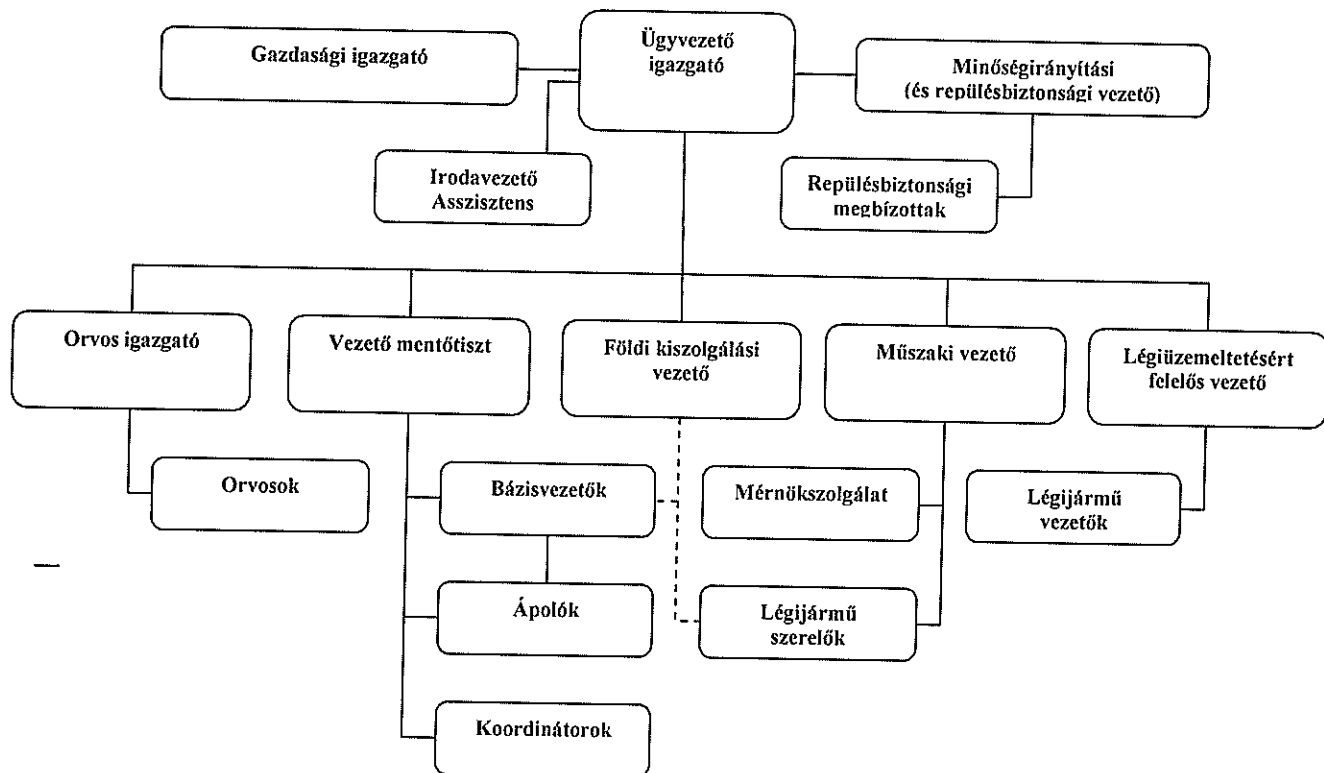 Gazdasági igazgató
Ügyvezető
igazgató
Minőségirányítási
(és repülésbiztonsági vezető)
Irodavezető
Asszisztens
Repülésbiztonsági
megbízottak
Orvos igazgató
Vezető mentőtiszt
Földi kiszolgálási
vezető
Műszaki vezető
Légiüzemeltetésért
felelős vezető
Orvosok
Bázisvezetők
Mérnökszolgálat
Légijármű
vezetők
Ápolók
Légijármű
szerelők
Koordinátorok